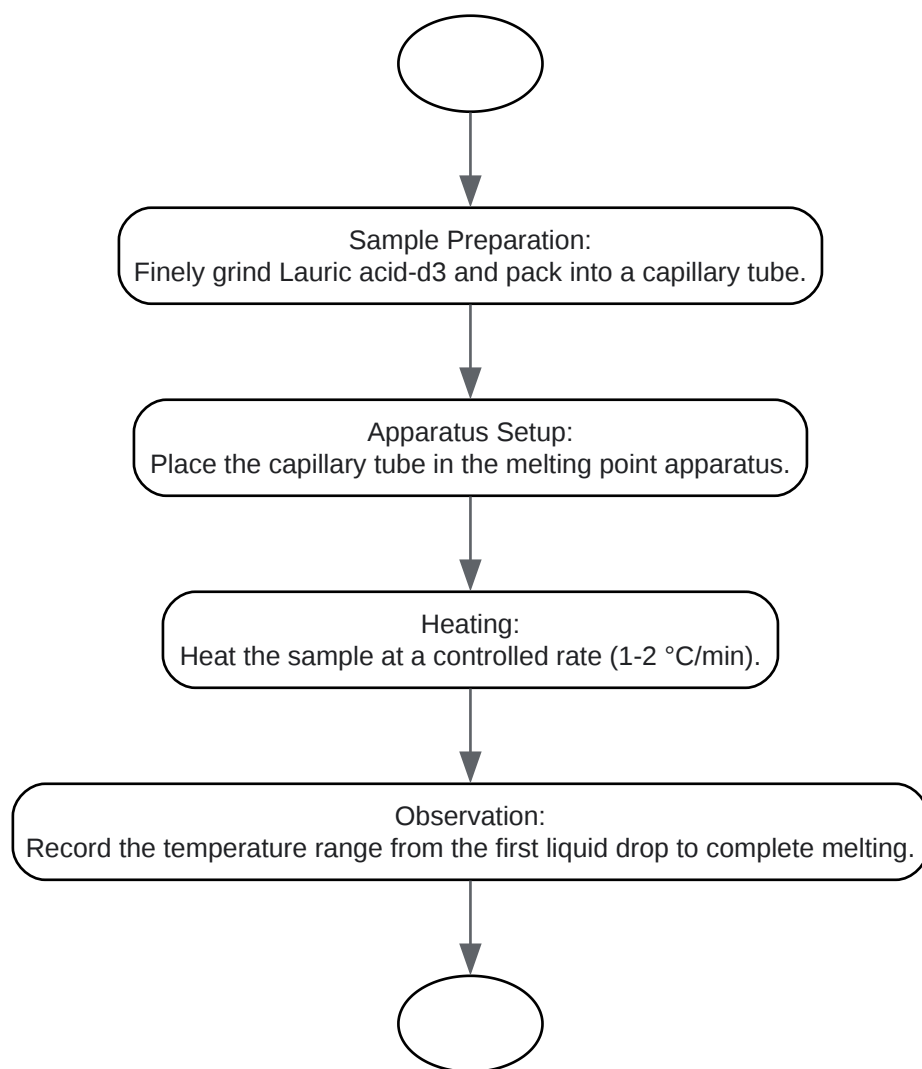 Sample Preparation:
Finely grind Lauric acid-d3 and pack into a capillary tube.
Apparatus Setup:
Place the capillary tube in the melting point apparatus.
Heating:
Heat the sample at a controlled rate (1-2 °C/min).
Observation:
Record the temperature range from the first liquid drop to complete melting.